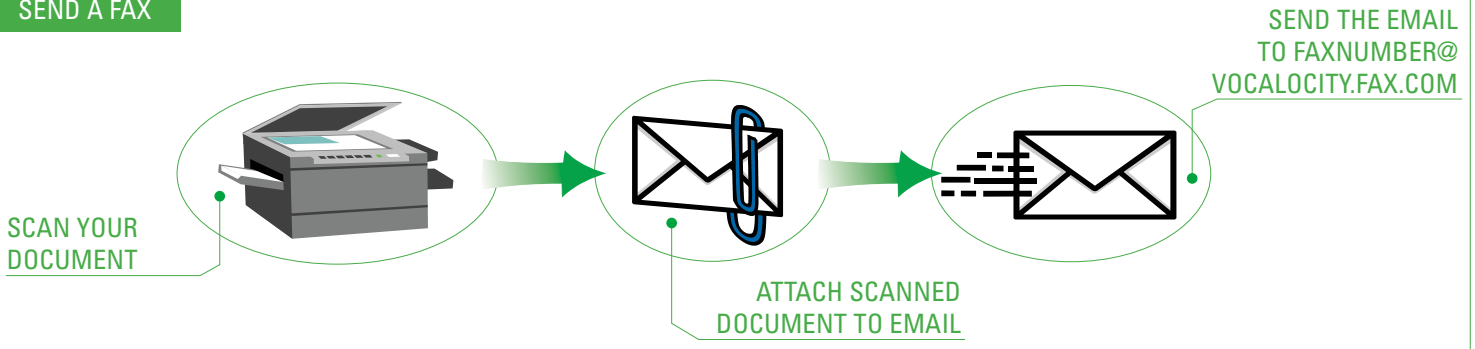 SEND A FAX
SCAN YOUR
DOCUMENT
ATTACH SCANNED
DOCUMENT TO EMAIL
SEND THE EMAIL
TO FAXNUMBER@
VOCALOCITY.FAX.COM